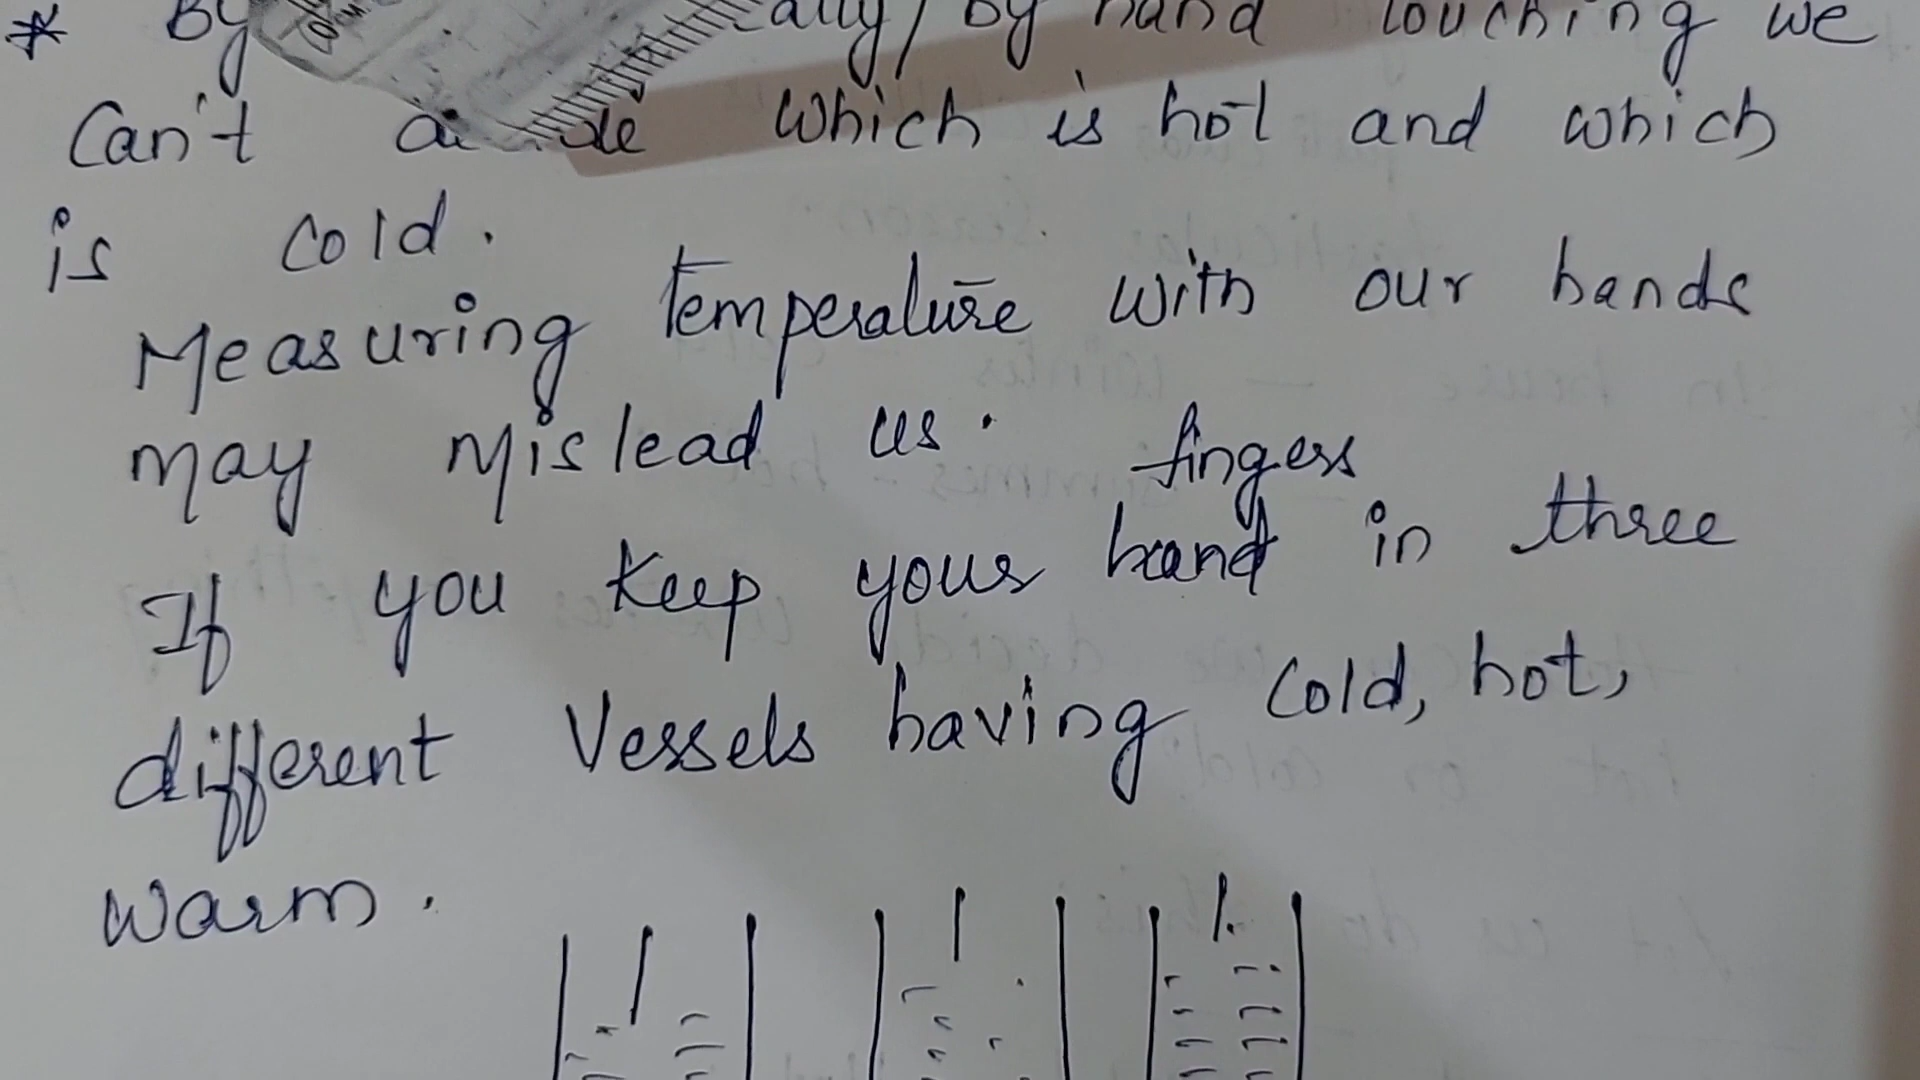 * By ally, by hand touching we
Can't which is hot and which
is cold.
Measuring temperature with our hands
may mislead us.
fingers
If you keep your hand in three
different vessels having cold, hot,
warm.